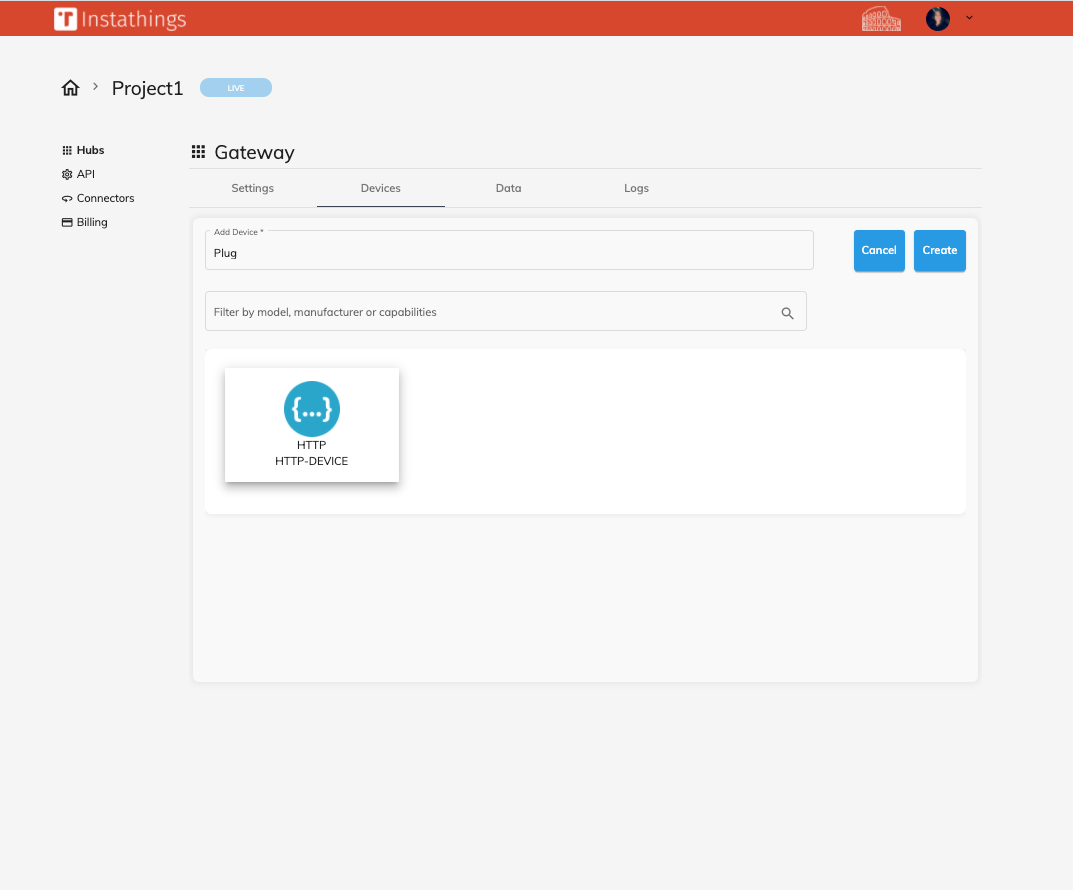 Instathings
Project1
LIVE
Hubs
API
Connectors
Billing
Gateway
Settings
Devices
Data
Logs
Add Device *
Plug
Cancel
Create
Filter by model, manufacturer or capabilities
{...}
HTTP
HTTP-DEVICE